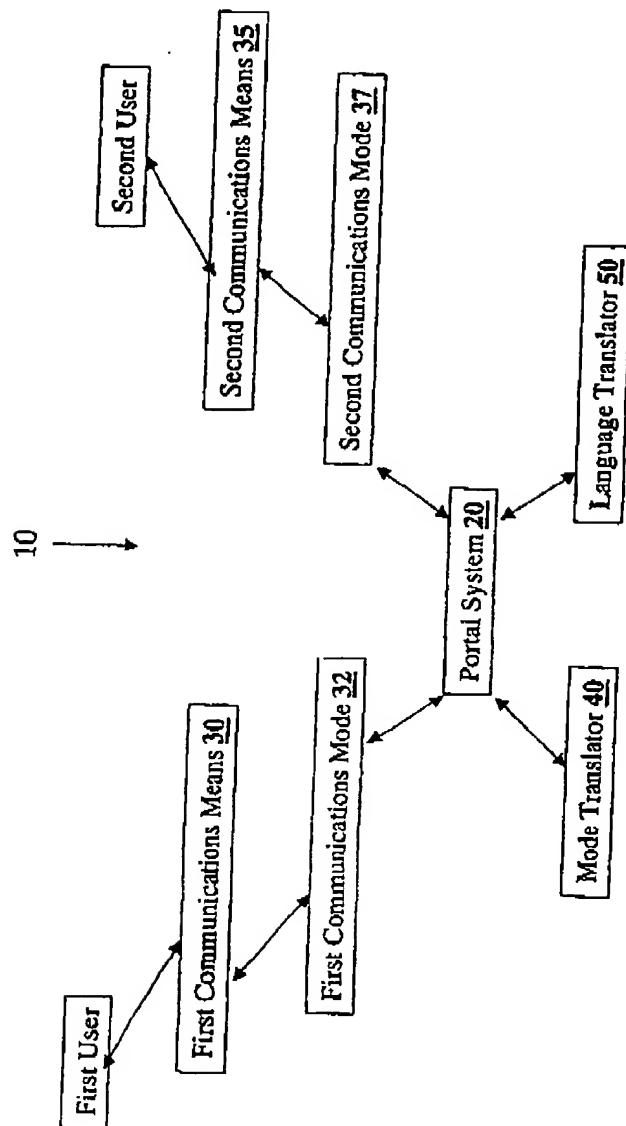 10
First User
Second User
First Communications Means 30
Second Communications Means 35
First Communications Mode 32
Second Communications Mode 37
Portal System 20
Mode Translator 40
Language Translator 50